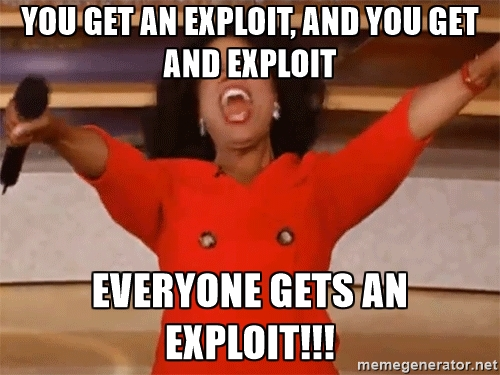 YOU GET AN EXPLOIT, AND YOU GET
AND EXPLOIT
EVERYONE GETS AN
EXPLOIT!!!
memegenerator.net